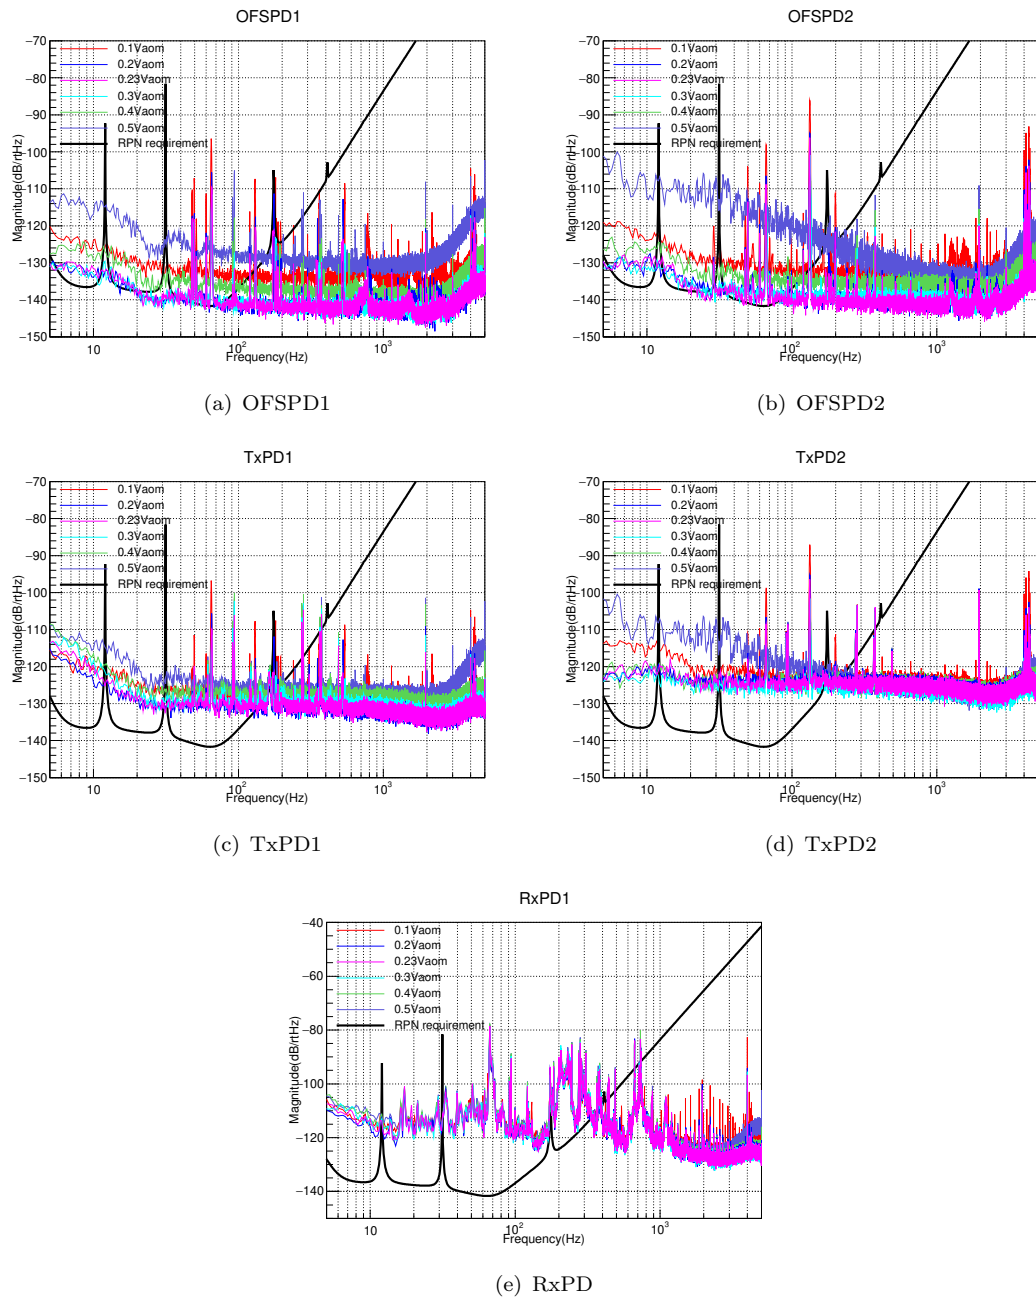 OFSPD1
Magnitude(dB/rtHz)
−70
−80
−90
−100
−110
−120
−130
−140
−150
0.1Vaom
0.2Vaom
0.23Vaom
0.3Vaom
0.4Vaom
0.5Vaom
RPN requirement
10
10²
10³
Frequency(Hz)
(a) OFSPD1
OFSPD2
Magnitude(dB/rtHz)
−70
−80
−90
−100
−110
−120
−130
−140
−150
0.1Vaom
0.2Vaom
0.23Vaom
0.3Vaom
0.4Vaom
0.5Vaom
RPN requirement
10
10²
10³
Frequency(Hz)
(b) OFSPD2
TxPD1
Magnitude(dB/rtHz)
−70
−80
−90
−100
−110
−120
−130
−140
−150
0.1Vaom
0.2Vaom
0.23Vaom
0.3Vaom
0.4Vaom
0.5Vaom
RPN requirement
10
10²
10³
Frequency(Hz)
(c) TxPD1
TxPD2
Magnitude(dB/rtHz)
−70
−80
−90
−100
−110
−120
−130
−140
−150
0.1Vaom
0.2Vaom
0.23Vaom
0.3Vaom
0.4Vaom
0.5Vaom
RPN requirement
10
10²
10³
Frequency(Hz)
(d) TxPD2
RxPD1
Magnitude(dB/rtHz)
−40
−60
−80
−100
−120
−140
0.1Vaom
0.2Vaom
0.23Vaom
0.3Vaom
0.4Vaom
0.5Vaom
RPN requirement
10
10²
10³
Frequency(Hz)
(e) RxPD